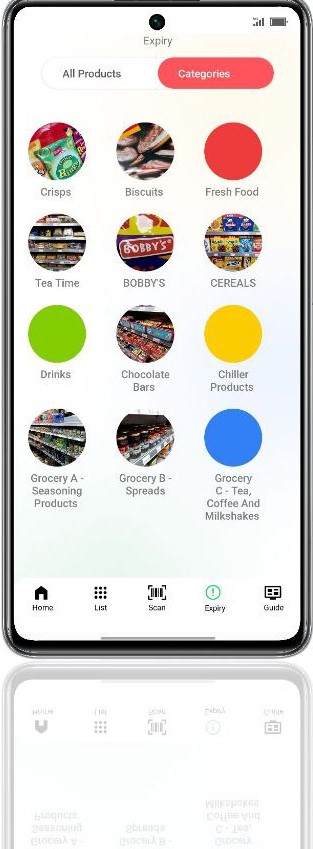 Expiry
All Products Categories
Crisps Biscuits Fresh Food
BOBBY'S
Tea Time BOBBY'S CEREALS
Drinks Chocolate Bars Chiller Products
Grocery A - Seasoning Products
Grocery B - Spreads
Grocery C - Tea, Coffee And Milkshakes
Home List Scan Expiry Guide